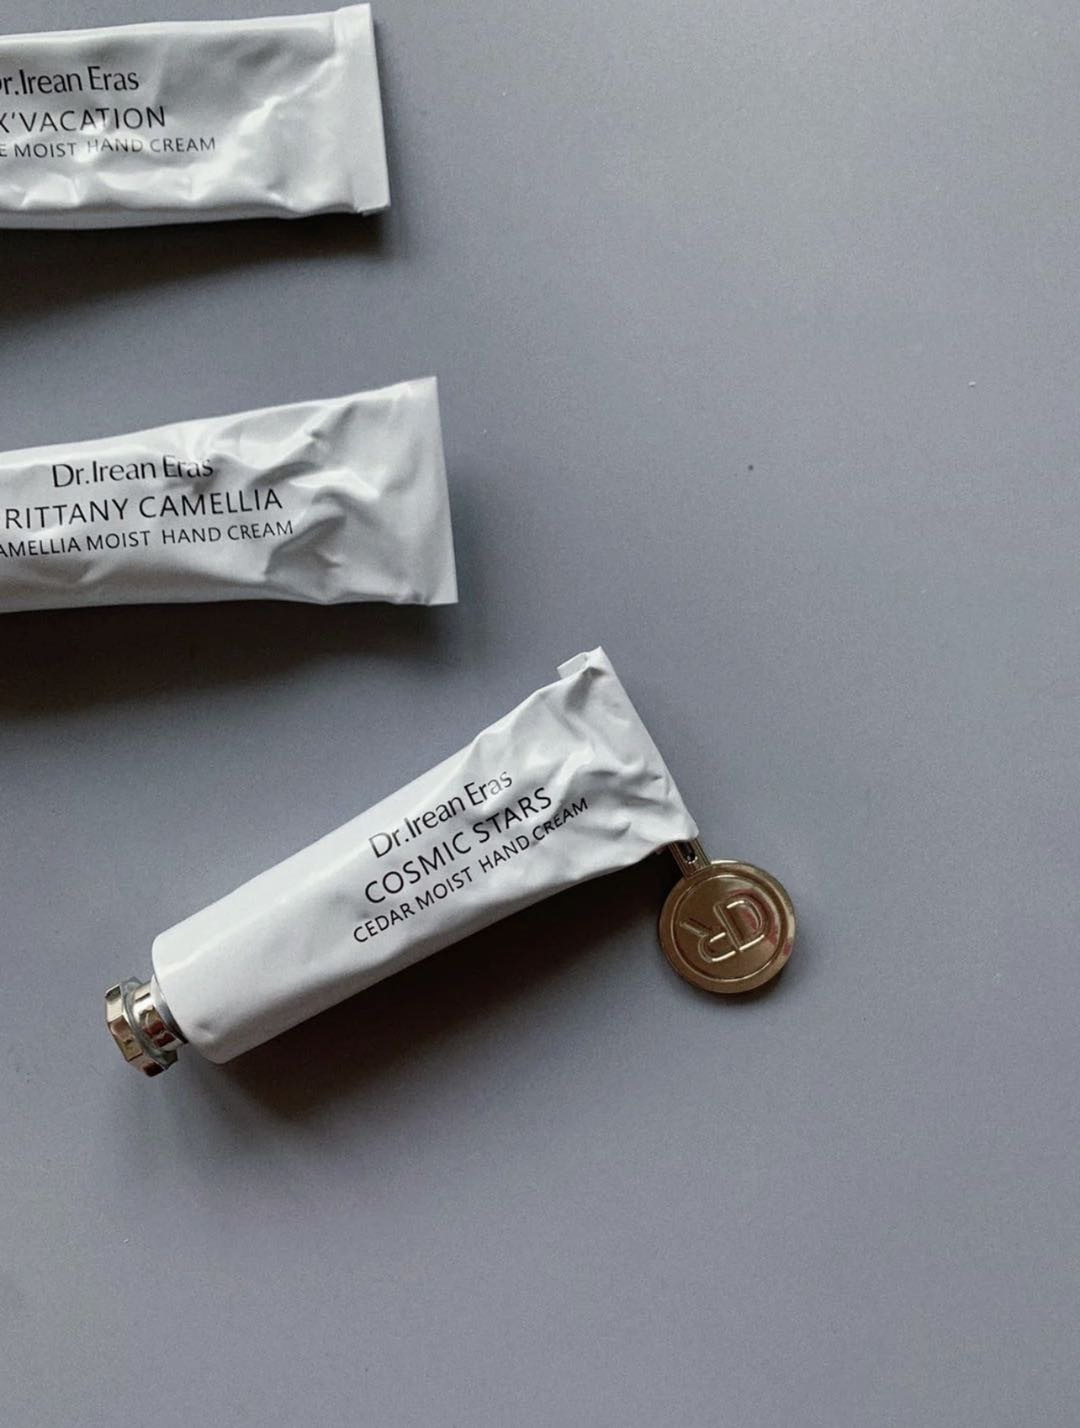 Dr.Irean Eras
X'VACATION
E MOIST HAND CREAM
Dr.Irean Eras
RITTANY CAMELLIA
AMELLIA MOIST HAND CREAM
Dr.Irean Eras
COSMIC STARS
CEDAR MOIST HAND CREAM
DR